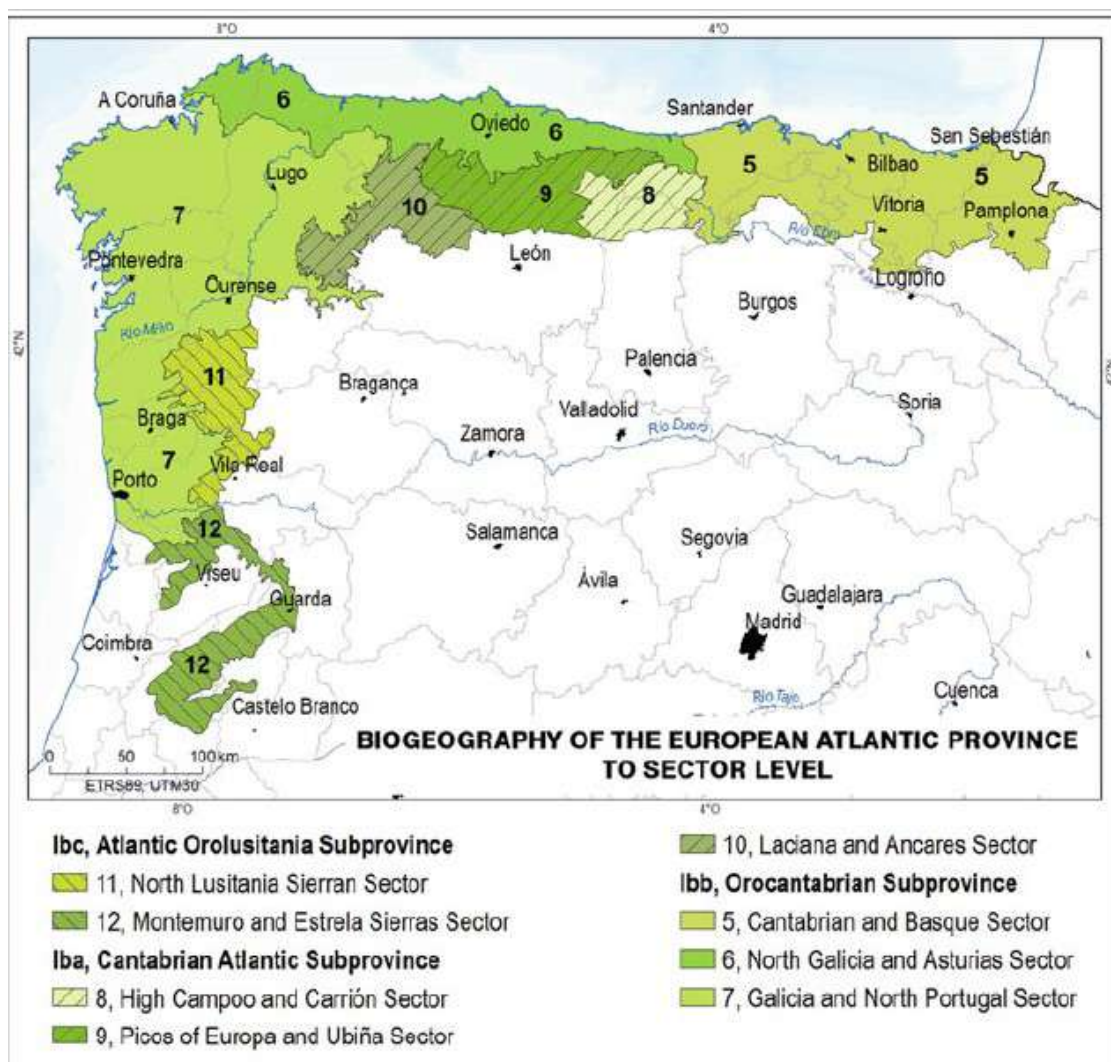 8°O
4°O
A Coruña
6
Oviedo
6
Santander
San Sebastián
5
Bilbao
5
Lugo
Vitoria
Pamplona
7
10
9
8
León
Río Ebro
Logroño
Pontevedra
Ourense
Burgos
42°N
42°N
Río Miño
11
Bragança
Palencia
Valladolid
Soria
Braga
Zamora
Río Duero
7
Vila Real
Porto
12
Salamanca
Segovia
Viseu
Ávila
Guadalajara
Guarda
Madrid
Coimbra
12
Castelo Branco
Río Tajo
Cuenca
0 50 100 km
ETRS89, UTM30
BIOGEOGRAPHY OF THE EUROPEAN ATLANTIC PROVINCE
TO SECTOR LEVEL
8°O
4°O
Ibc, Atlantic Orolusitania Subprovince
11, North Lusitania Sierran Sector
12, Montemuro and Estrela Sierras Sector
Iba, Cantabrian Atlantic Subprovince
8, High Campoo and Carrión Sector
9, Picos of Europa and Ubiña Sector
10, Laciana and Ancares Sector
Ibb, Orocantabrian Subprovince
5, Cantabrian and Basque Sector
6, North Galicia and Asturias Sector
7, Galicia and North Portugal Sector